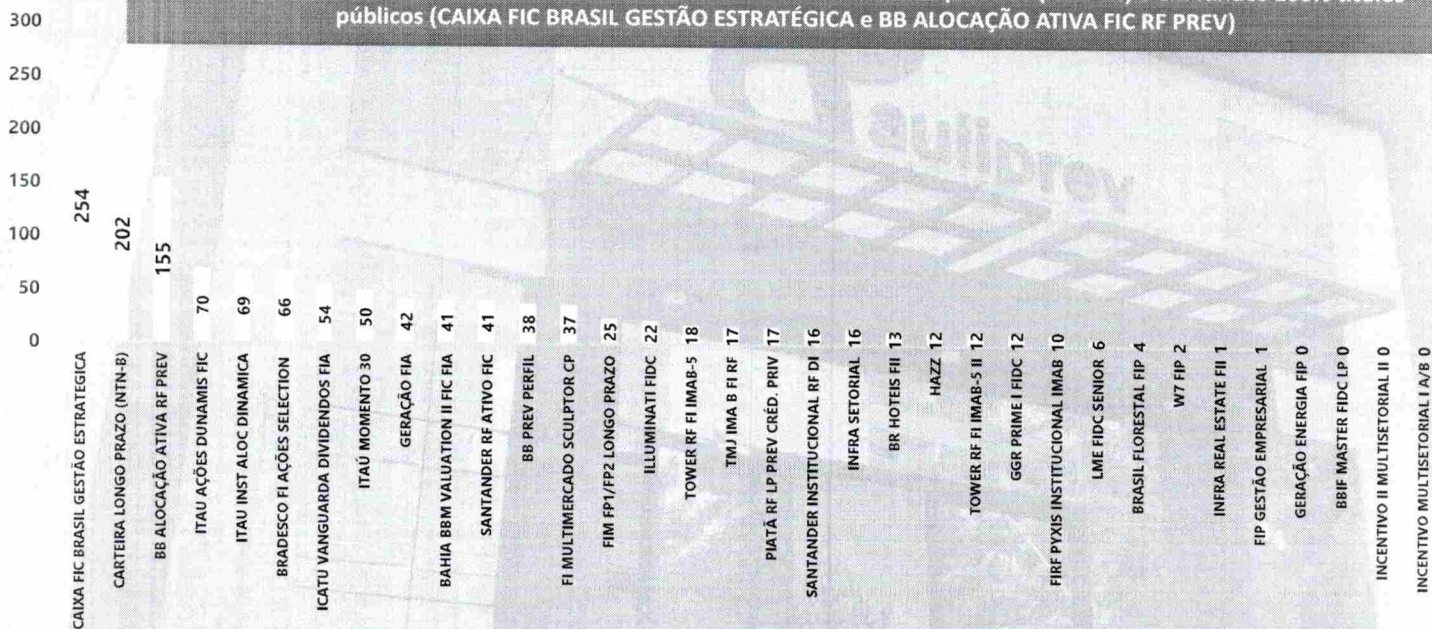 públicos (CAIXA FIC BRASIL GESTÃO ESTRATÉGICA e BB ALOCAÇÃO ATIVA FIC RF PREV)
300
250
200
150
100
50
0
CAIXA FIC BRASIL GESTÃO ESTRATEGICA 254
CARTEIRA LONGO PRAZO (NTN-B) 202
BB ALOCAÇÃO ATIVA RF PREV 155
ITAU AÇÕES DUNAMIS FIC 70
ITAU INST ALOC DINAMICA 69
BRADESCO FI AÇÕES SELECTION 66
ICATU VANGUARDA DIVIDENDOS FIA 54
ITAÚ MOMENTO 30 50
GERAÇÃO FIA 42
BAHIA BBM VALUATION II FIC FIA 41
SANTANDER RF ATIVO FIC 41
BB PREV PERFIL 38
FI MULTIMERCADO SCULPTOR CP 37
FIM FP1/FP2 LONGO PRAZO 25
ILLUMINATI FIDC 22
TOWER RF FI IMAB-5 18
TMJ IMA B FI RF 17
PIATÃ RF LP PREV CRÉD. PRIV 17
SANTANDER INSTITUCIONAL RF DI 16
INFRA SETORIAL 16
BR HOTEIS FII 13
HAZZ 12
TOWER RF FI IMAB-5 II 12
GGR PRIME I FIDC 12
FIRF PYXIS INSTITUCIONAL IMAB 10
LME FIDC SENIOR 6
BRASIL FLORESTAL FIP 4
W7 FIP 2
INFRA REAL ESTATE FII 1
FIP GESTÃO EMPRESARIAL 1
GERAÇÃO ENERGIA FIP 0
BBIF MASTER FIDC LP 0
INCENTIVO II MULTISETORIAL II 0
INCENTIVO MULTISETORIAL I A/B 0